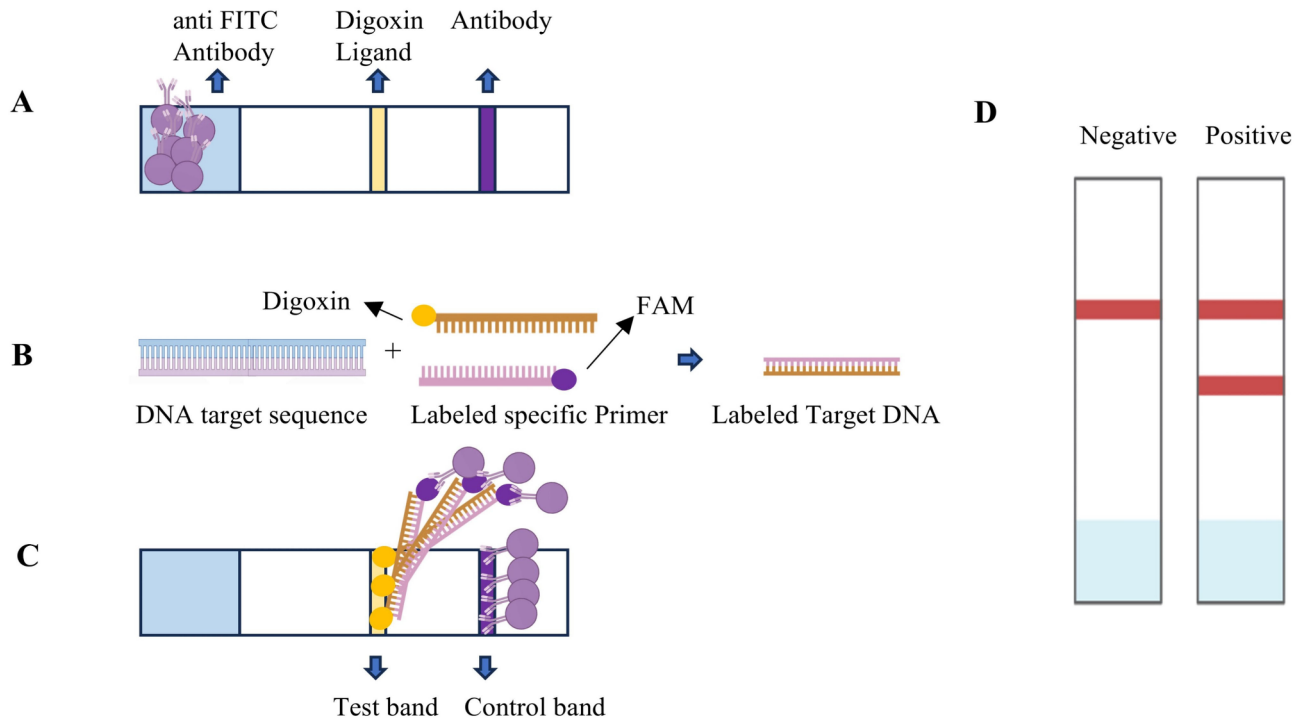 A
anti FITC
Antibody
Digoxin
Ligand
Antibody
B
Digoxin
FAM
+
DNA target sequence
Labeled specific Primer
Labeled Target DNA
C
Test band
Control band
D
Negative
Positive